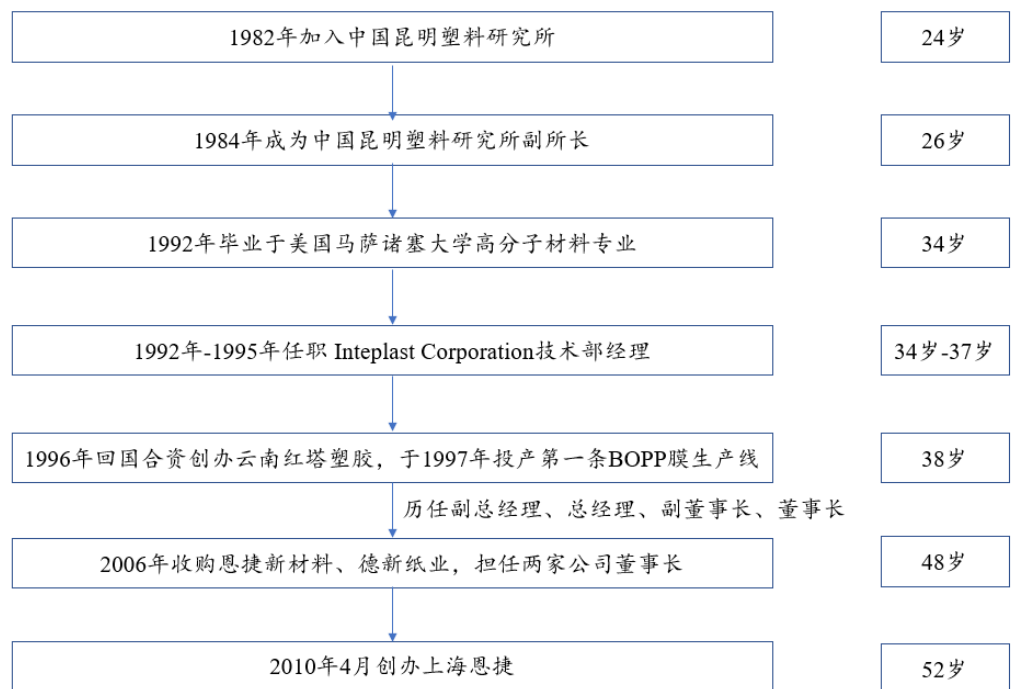 1982年加入中国昆明塑料研究所
24岁
1984年成为中国昆明塑料研究所副所长
26岁
1992年毕业于美国马萨诸塞大学高分子材料专业
34岁
1992年-1995年任职 Inteplast Corporation技术部经理
34岁-37岁
1996年回国合资创办云南红塔塑胶，于1997年投产第一条BOPP膜生产线
38岁
历任副总经理、总经理、副董事长、董事长
2006年收购恩捷新材料、德新纸业，担任两家公司董事长
48岁
2010年4月创办上海恩捷
52岁